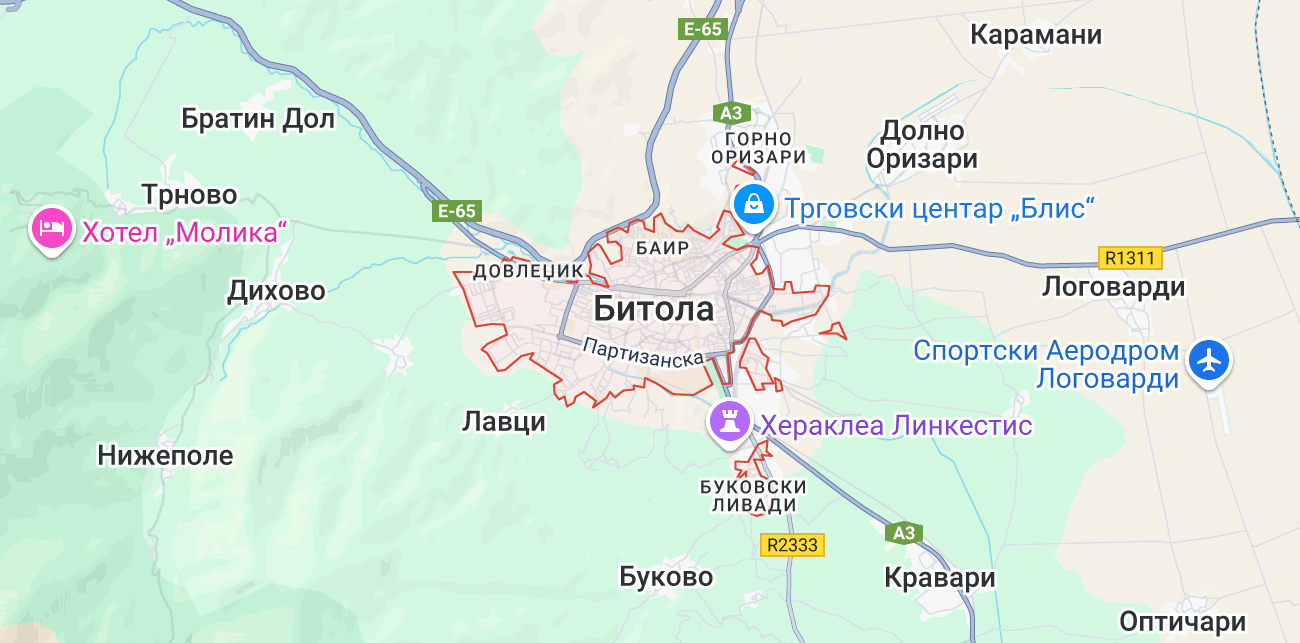 E-65
Карамани
A3
Братин Дол
ГОРНО
ОРИЗАРИ
Долно
Оризари
Трново
E-65
Трговски центар „Блис“
Хотел „Молика“
БАИР
R1311
ДОВЛЕЏИК
Дихово
Логоварди
Битола
Партизанска
Спортски Аеродром
Логоварди
Лавци
Хераклеа Линкестис
Нижеполе
БУКОВСКИ
ЛИВАДИ
A3
R2333
Буково
Кравари
Оптичари